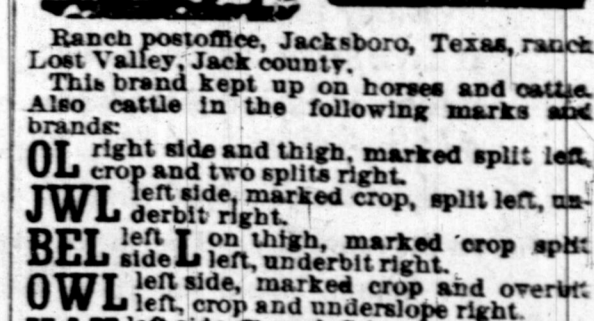 Ranch postoffice, Jacksboro, Texas, ranch
Lost Valley, Jack county.
This brand kept up on horses and cattle.
Also cattle in the following marks and
brands:
OL right side and thigh, marked split left,
crop and two splits right.
JWL left side, marked crop, split left, un-
derbit right.
BEL left side L on thigh, marked crop split
left, underbit right.
OWL left side, marked crop and overbit
left, crop and underslope right.